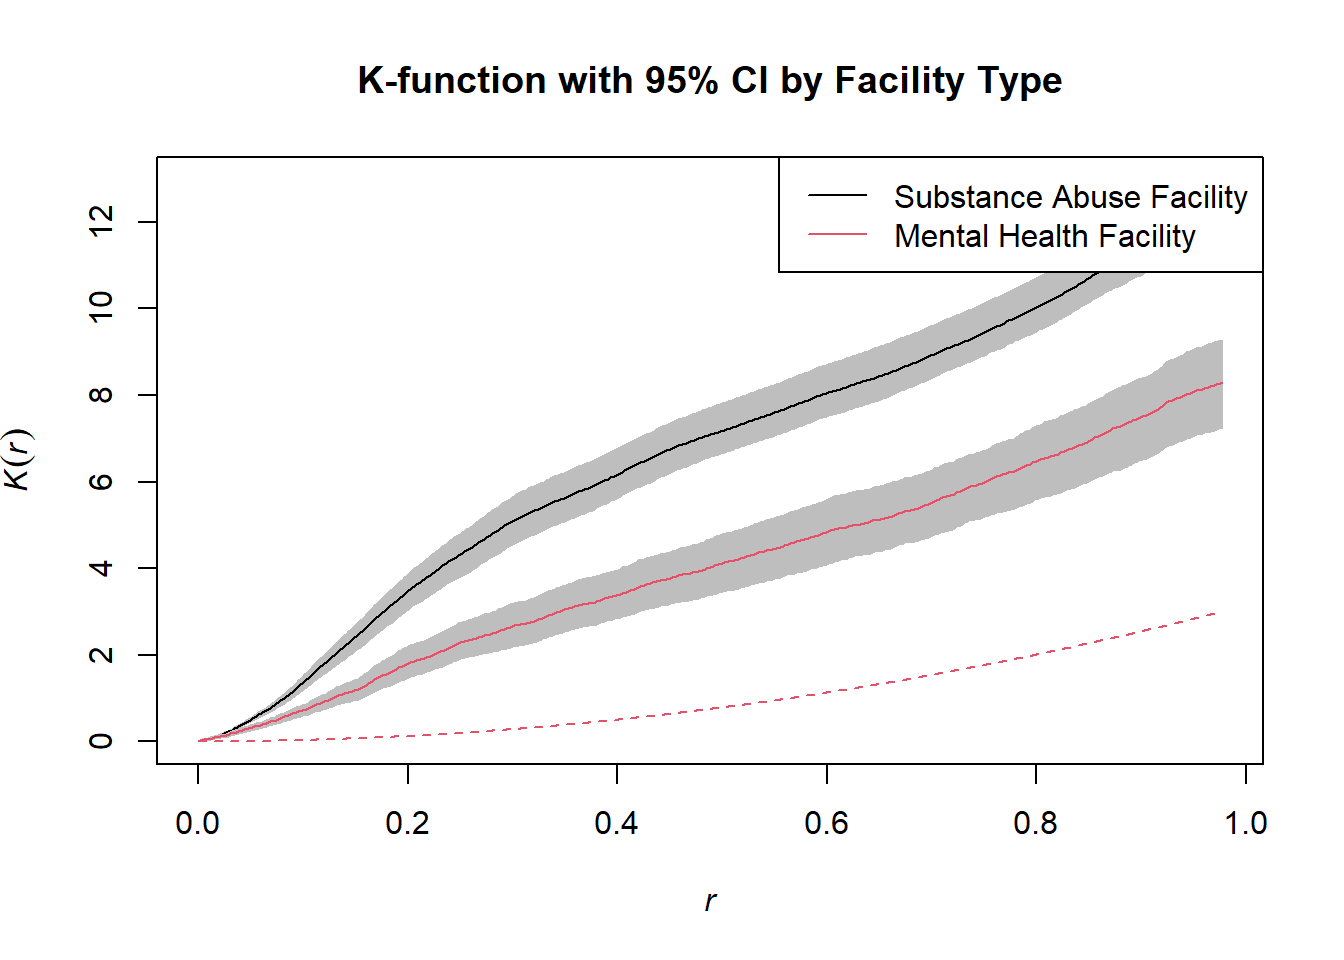 K-function with 95% CI by Facility Type
Substance Abuse Facility
Mental Health Facility
K(r)
12
10
8
6
4
2
0
0.0 0.2 0.4 0.6 0.8 1.0
r